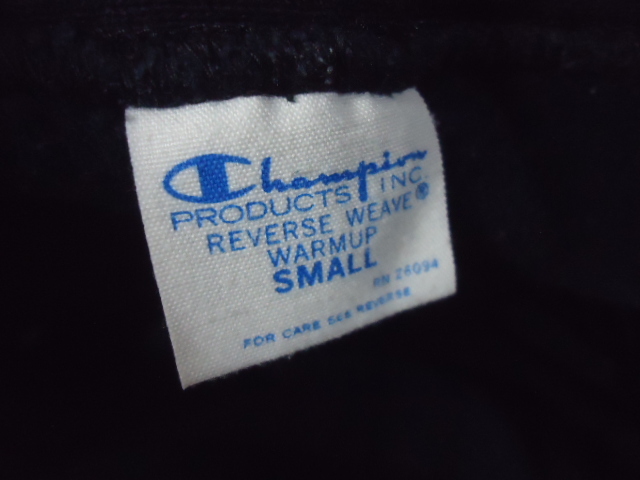 Champion
PRODUCTS INC.
REVERSE WEAVE®
WARMUP
SMALL
RN 26094
FOR CARE SEE REVERSE